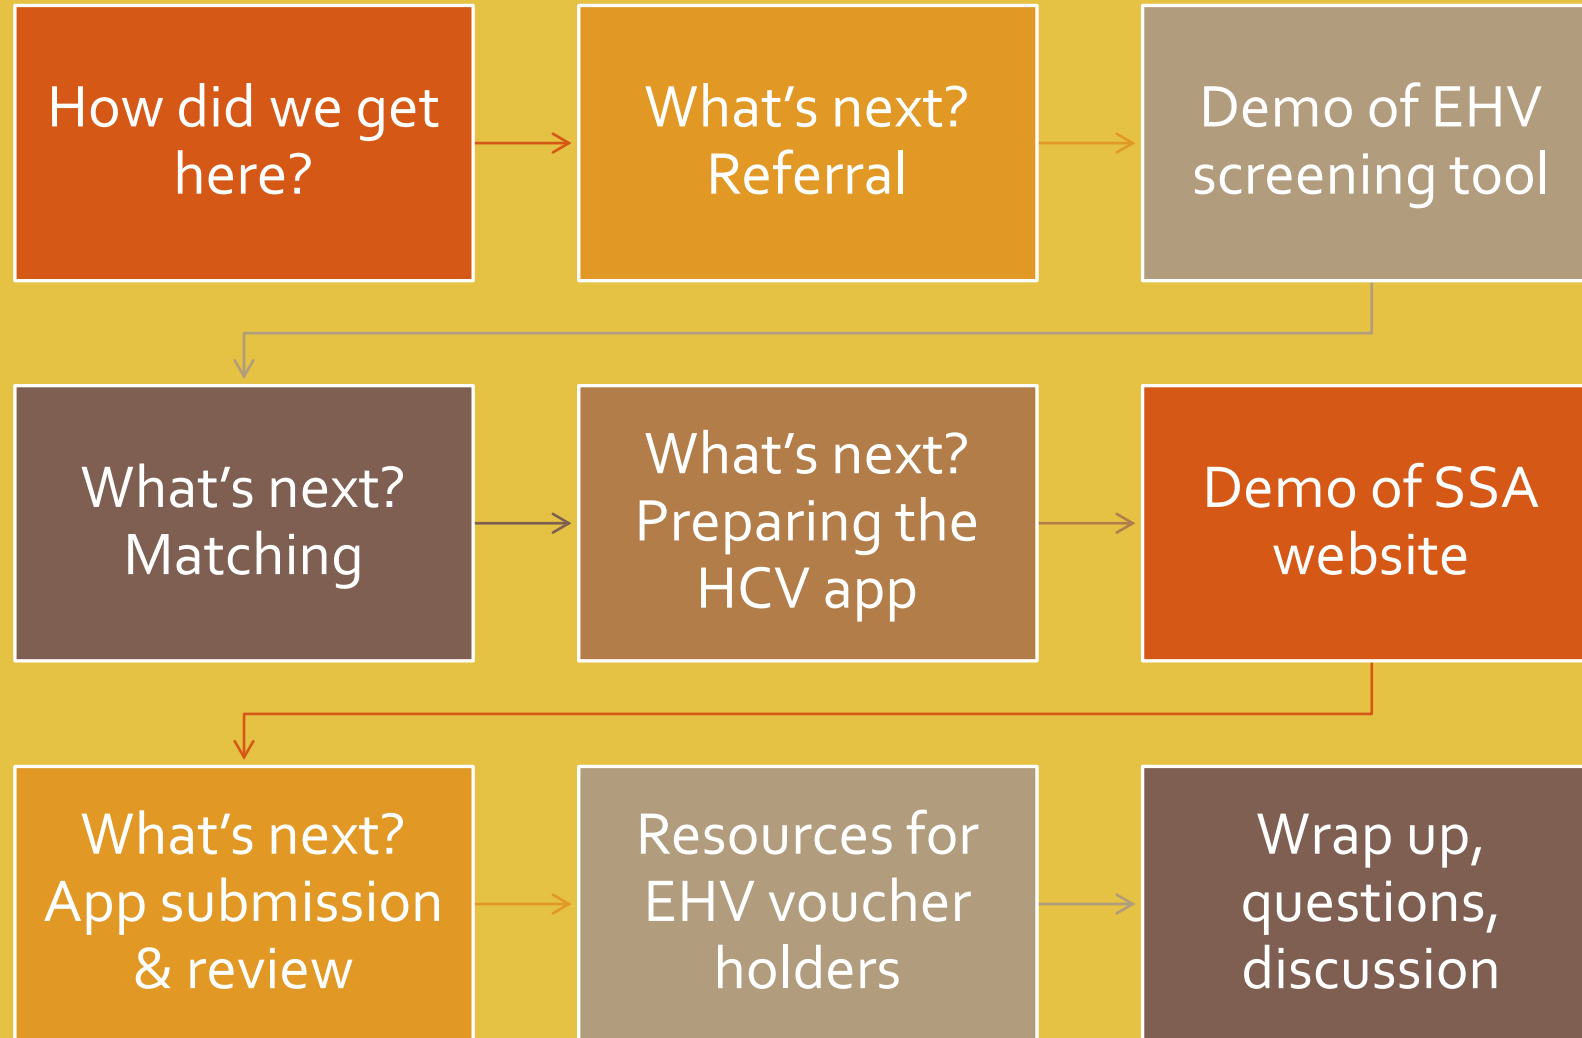 How did we get
here?
What's next?
Referral
Demo of EHV
screening tool
What's next?
Matching
What's next?
Preparing the
HCV app
Demo of SSA
website
What's next?
App submission
& review
Resources for
EHV voucher
holders
Wrap up,
questions,
discussion